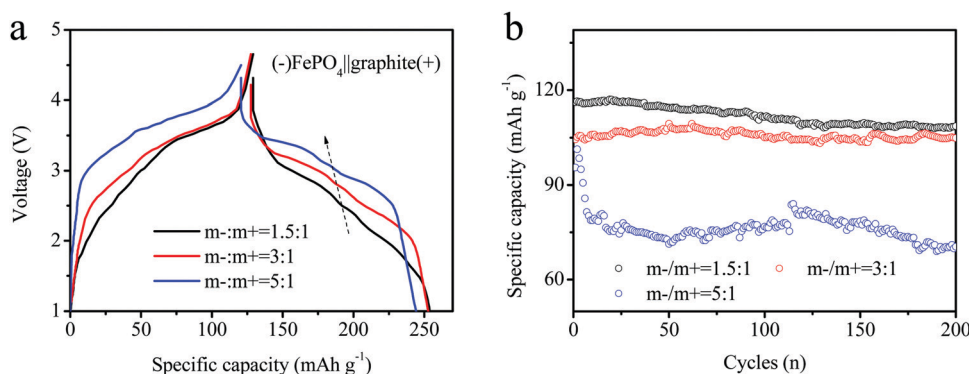 a
(-)FePO4||graphite(+)
Voltage (V)
5
4
3
2
1
m-:m+=1.5:1
m-:m+=3:1
m-:m+=5:1
0 50 100 150 200 250
Specific capacity (mAh g-1)
b
Specific capacity (mAh g-1)
120
90
60
m-/m+=1.5:1 m-/m+=3:1
m-/m+=5:1
0 50 100 150 200
Cycles (n)